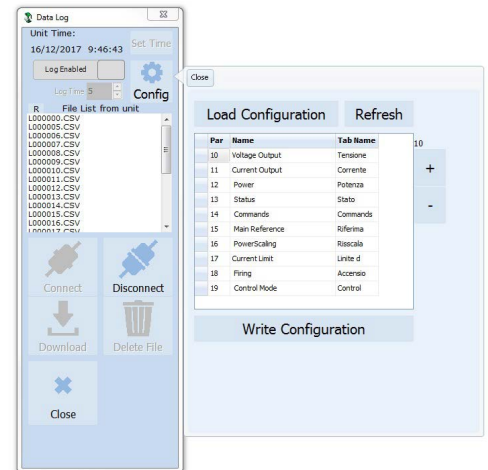 Data Log
Unit Time:
16/12/2017 9:46:43
Set Time
Log Enabled
Log Time 5
Config
R File List from unit
L000000.CSV
L000005.CSV
L000006.CSV
L000007.CSV
L000008.CSV
L000009.CSV
L000010.CSV
L000011.CSV
L000012.CSV
L000013.CSV
L000014.CSV
L000015.CSV
L000016.CSV
L000017.CSV
Connect Disconnect
Download Delete File
Close
Close
Load Configuration Refresh
Par Name Tab Name
10
10 Voltage Output Tensione
11 Current Output Corrente
12 Power Potenza
13 Status Stato
14 Commands Commands
15 Main Reference Riferima
16 PowerScaling Risscala
17 Current Limit Linite d
18 Firing Accensio
19 Control Mode Control
+
-
Write Configuration